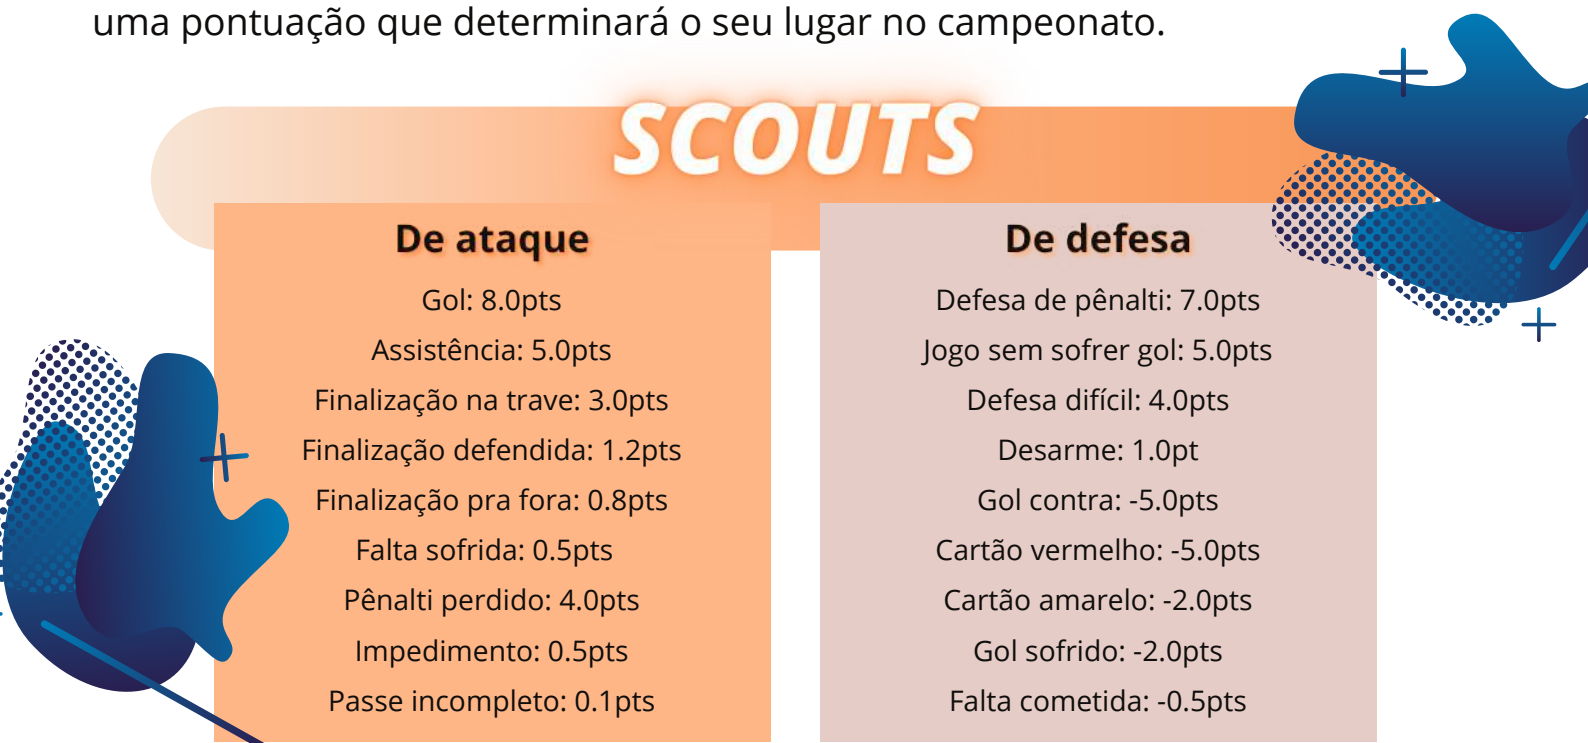 uma pontuação que determinará o seu lugar no campeonato.
SCOUTS
De ataque
Gol: 8.0pts
Assistência: 5.0pts
Finalização na trave: 3.0pts
Finalização defendida: 1.2pts
Finalização pra fora: 0.8pts
Falta sofrida: 0.5pts
Pênalti perdido: 4.0pts
Impedimento: 0.5pts
Passe incompleto: 0.1pts
De defesa
Defesa de pênalti: 7.0pts
Jogo sem sofrer gol: 5.0pts
Defesa difícil: 4.0pts
Desarme: 1.0pt
Gol contra: -5.0pts
Cartão vermelho: -5.0pts
Cartão amarelo: -2.0pts
Gol sofrido: -2.0pts
Falta cometida: -0.5pts